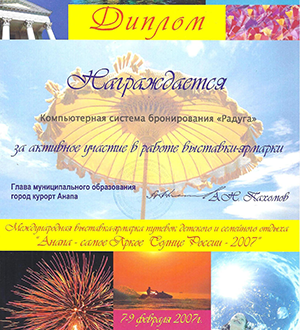 Диплом
Награждается
Компьютерная система бронирования «Радуга»
за активное участие в работе выставки-ярмарки
Глава муниципального образования
город курорт Анапа
А.Н. Пахомов
Международная выставка-ярмарка путевок детского и семейного отдыха
"Анапа - самое Яркое Солнце России - 2007"
7-9 февраля 2007г.